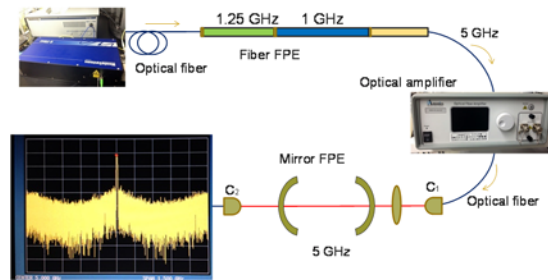 1.25 GHz
1 GHz
5 GHz
Optical fiber
Fiber FPE
Optical amplifier
Mirror FPE
C2
C1
Optical fiber
5 GHz